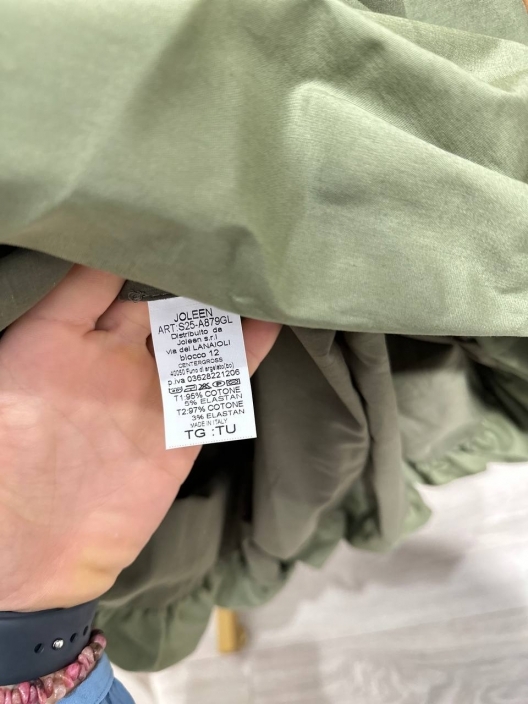 JOLEEN
ART:S25-A879GL
Distribuito da
Joleen s.r.l
via dei LANAIOLI
blocco 12
CENTERGROSS
40050 Funo di argelato(bo)
p.iva 03628221206
T1:95% COTONE
5% ELASTAN
T2:97% COTONE
3% ELASTAN
MADE IN ITALY
TG :TU